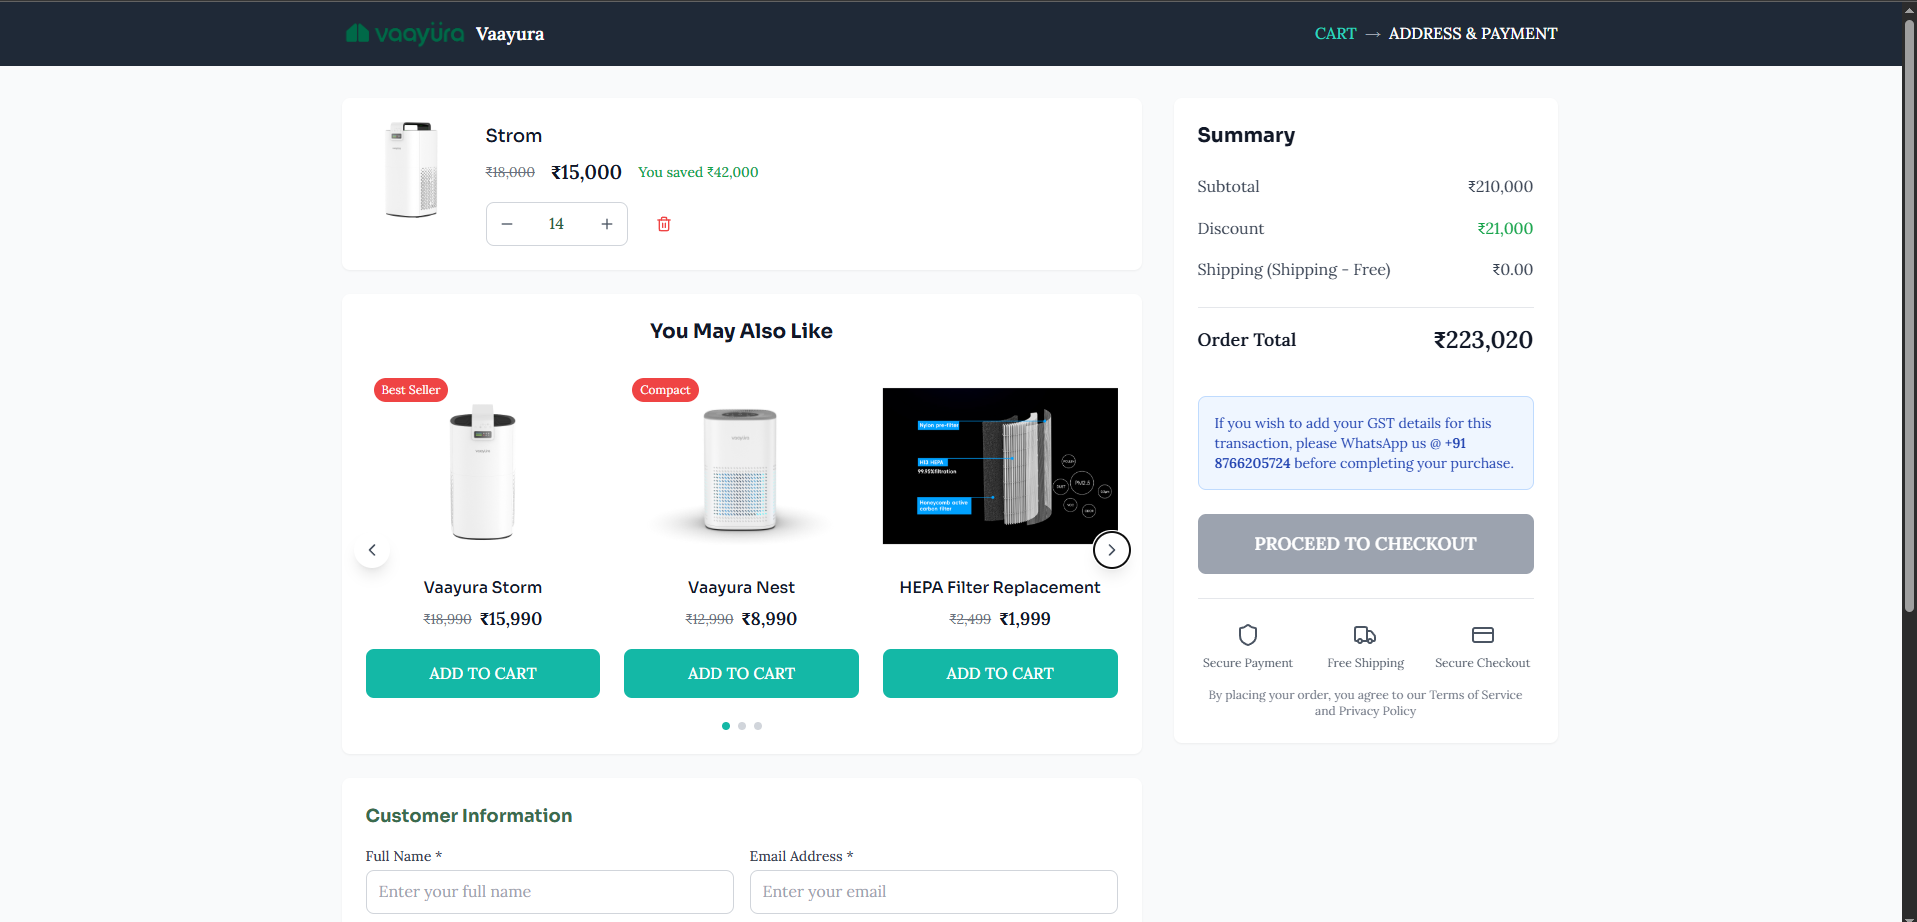 vaayüra Vaayura
CART → ADDRESS & PAYMENT
Strom
₹18,000 ₹15,000 You saved ₹42,000
− 14 +
You May Also Like
Best Seller
Vaayura Storm
₹18,990 ₹15,990
ADD TO CART
Compact
Vaayura Nest
₹12,990 ₹8,990
ADD TO CART
Nylon pre-filter
H13 HEPA
99.95%filtration
Honeycomb active
carbon filter
PM2.5
HEPA Filter Replacement
₹2,499 ₹1,999
ADD TO CART
Customer Information
Full Name *
Enter your full name
Email Address *
Enter your email
Summary
Subtotal ₹210,000
Discount ₹21,000
Shipping (Shipping - Free) ₹0.00
Order Total ₹223,020
If you wish to add your GST details for this
transaction, please WhatsApp us @ +91
8766205724 before completing your purchase.
PROCEED TO CHECKOUT
Secure Payment
Free Shipping
Secure Checkout
By placing your order, you agree to our Terms of Service
and Privacy Policy